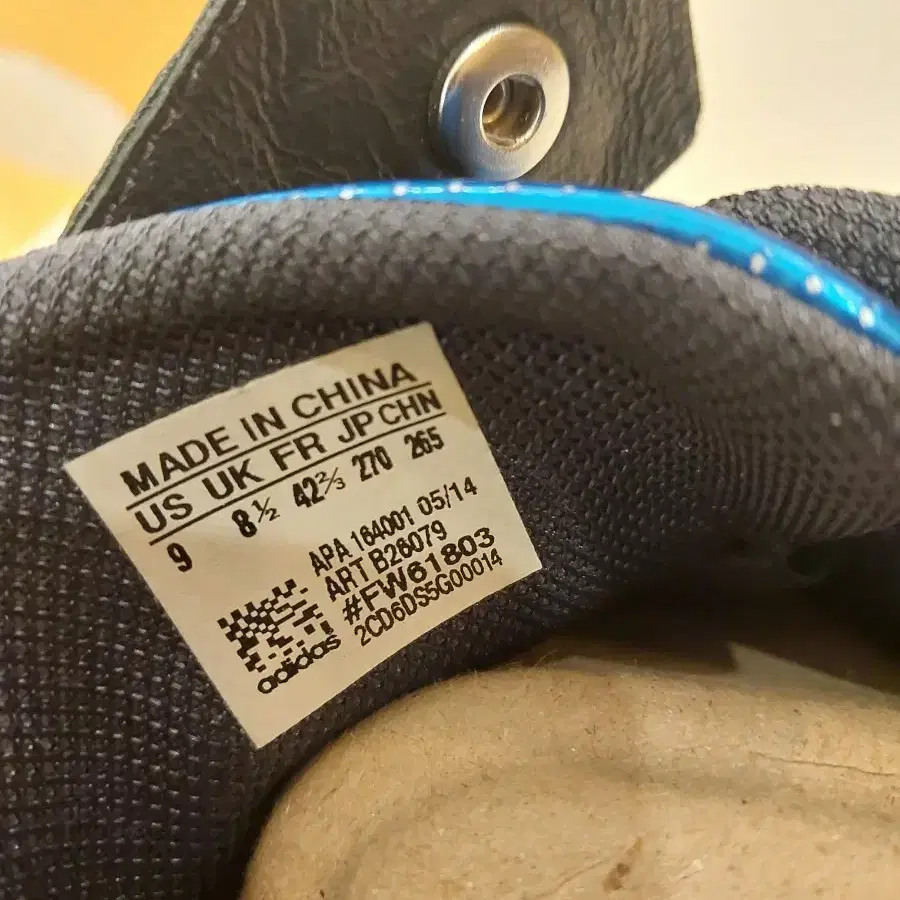 MADE IN CHINA
US UK FR JP CHN
9 8½ 42⅔ 270 265
APA 164001 05/14
ART B26079
#FW61803
2CD6DS5G00014
adidas